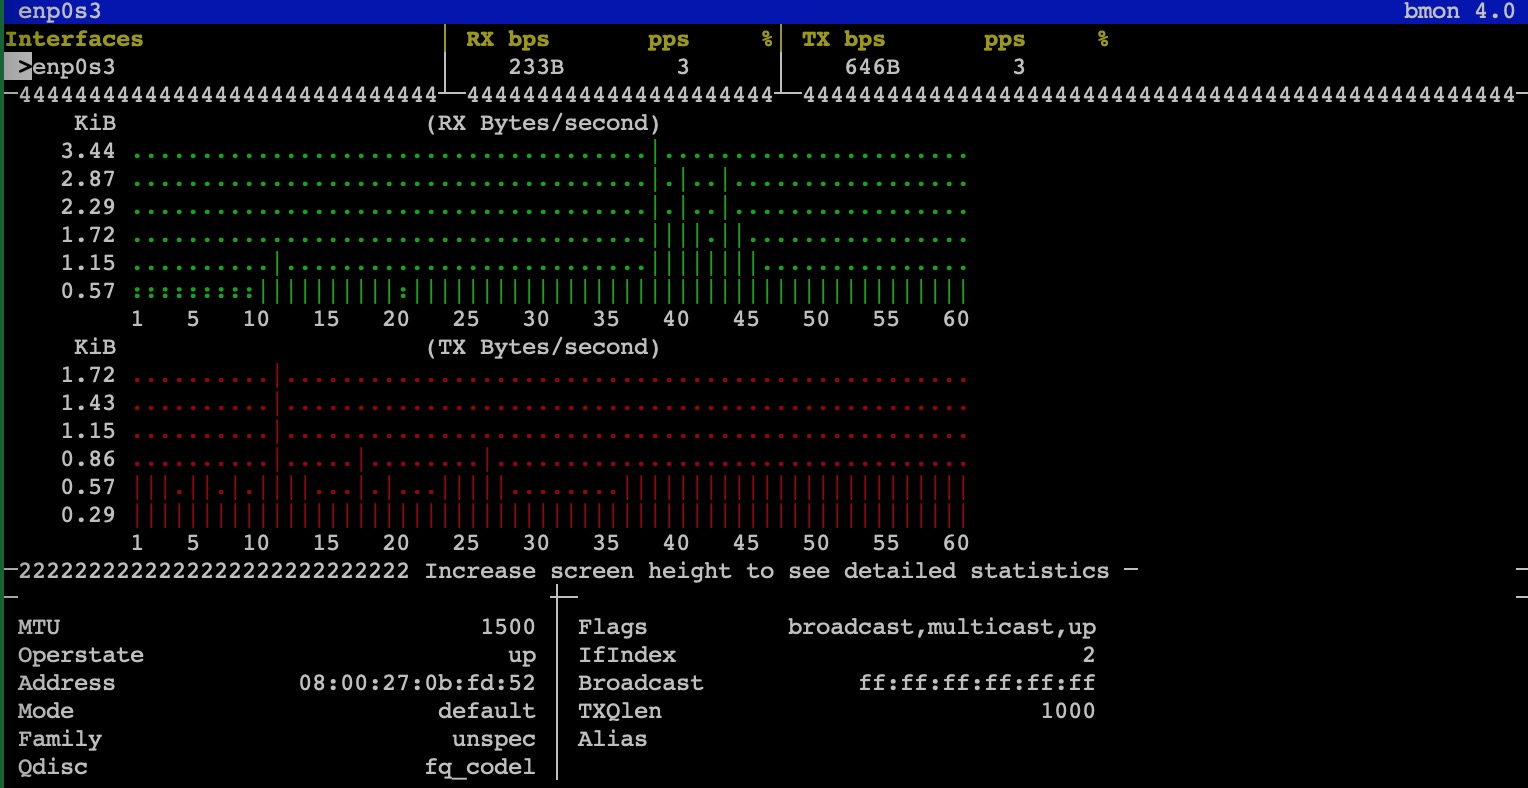 enp0s3 bmon 4.0
Interfaces RX bps pps % TX bps pps %
>enp0s3 233B 3 646B 3
44444444444444444444444444444444444444444444444444444444444444444444444444444444444444444444444444444
KiB (RX Bytes/second)
3.44 .....................................|......................
2.87 .....................................|.|..|.................
2.29 .....................................|.|..|.................
1.72 .....................................||||.||................
1.15 ..........|..........................||||||||...............
0.57 :::::::::||||||||||:||||||||||||||||||||||||||||||||||||||||
1 5 10 15 20 25 30 35 40 45 50 55 60
KiB (TX Bytes/second)
1.72 ..........|.................................................
1.43 ..........|.................................................
1.15 ..........|.................................................
0.86 ..........|.....|........|..................................
0.57 |||.||.|.||||...|.|...|||||........|||||||||||||||||||||||||
0.29 ||||||||||||||||||||||||||||||||||||||||||||||||||||||||||||
1 5 10 15 20 25 30 35 40 45 50 55 60
2222222222222222222222222222 Increase screen height to see detailed statistics
MTU 1500 Flags broadcast,multicast,up
Operstate up IfIndex 2
Address 08:00:27:0b:fd:52 Broadcast ff:ff:ff:ff:ff:ff
Mode default TXQlen 1000
Family unspec Alias
Qdisc fq_codel